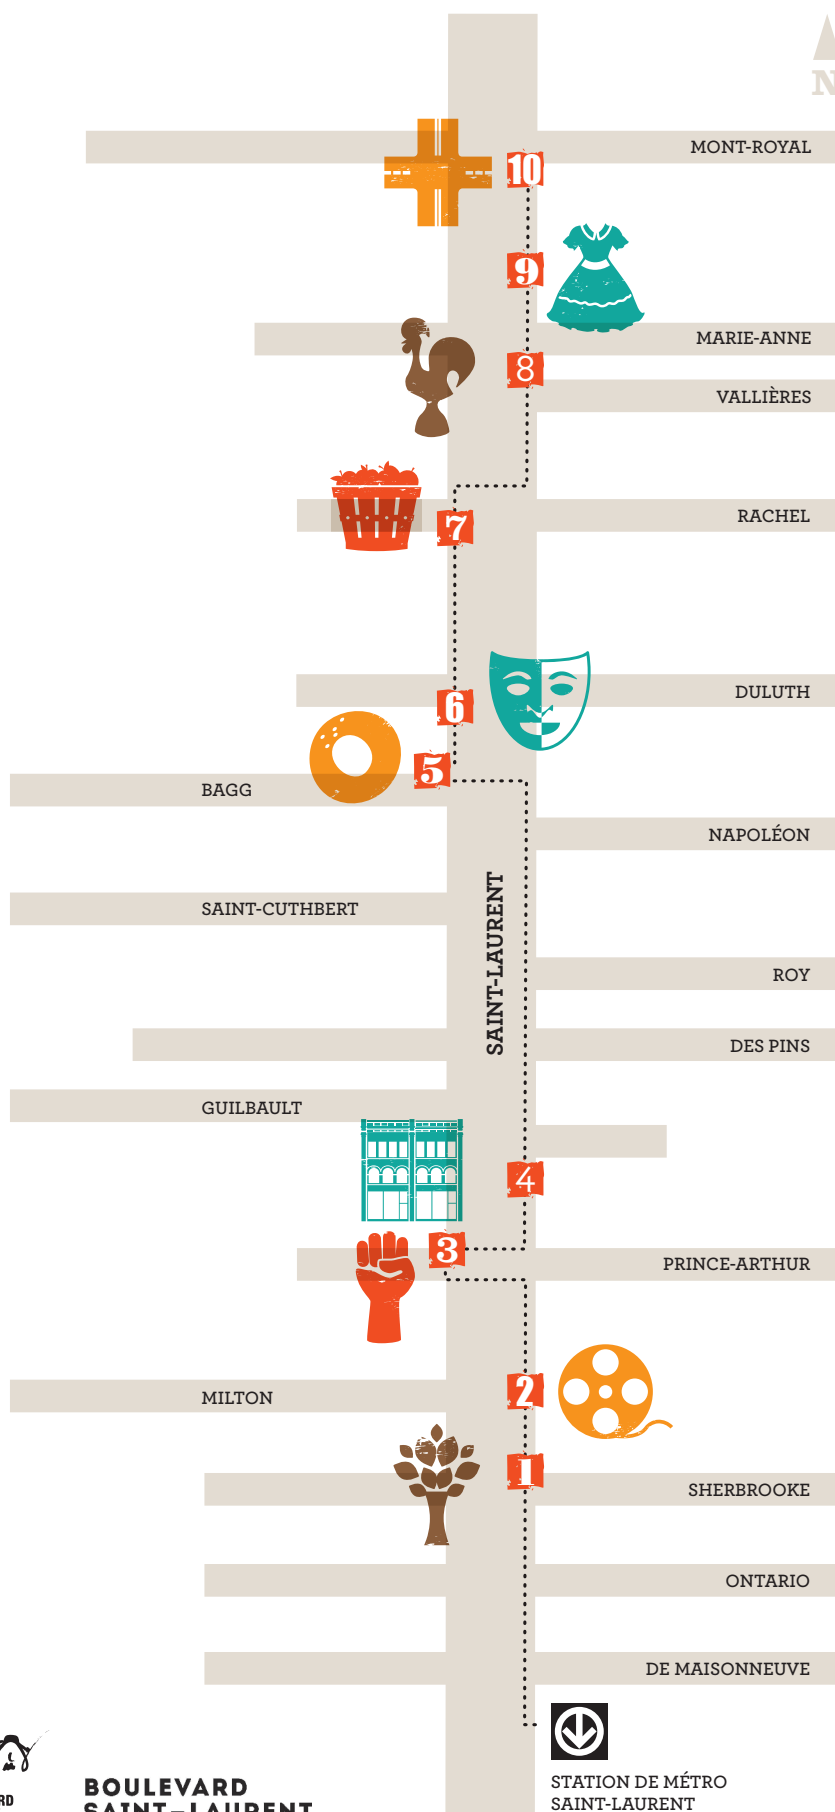 N
MONT-ROYAL
10
9
MARIE-ANNE
8
VALLIÈRES
RACHEL
7
DULUTH
6
5
BAGG
NAPOLÉON
SAINT-LAURENT
SAINT-CUTHBERT
ROY
DES PINS
GUILBAULT
4
3
PRINCE-ARTHUR
2
MILTON
1
SHERBROOKE
ONTARIO
DE MAISONNEUVE
STATION DE MÉTRO
SAINT-LAURENT
BOULEVARD
SAINT-LAURENT